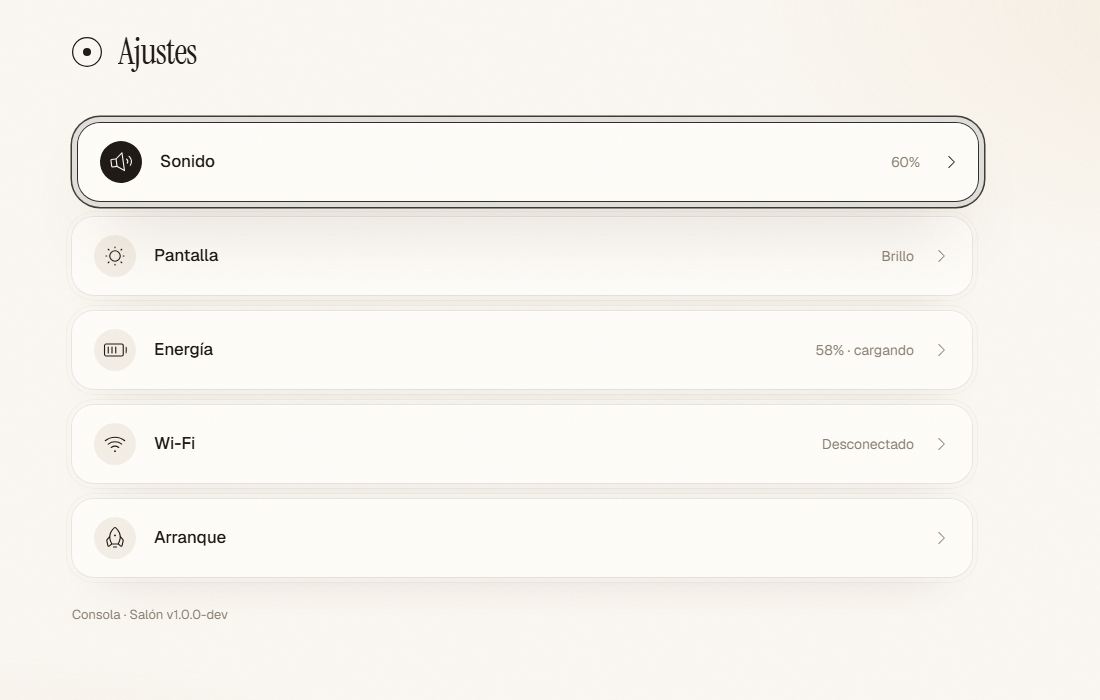 Ajustes
Sonido 60%
Pantalla Brillo
Energía 58% · cargando
Wi-Fi Desconectado
Arranque
Consola · Salón v1.0.0-dev